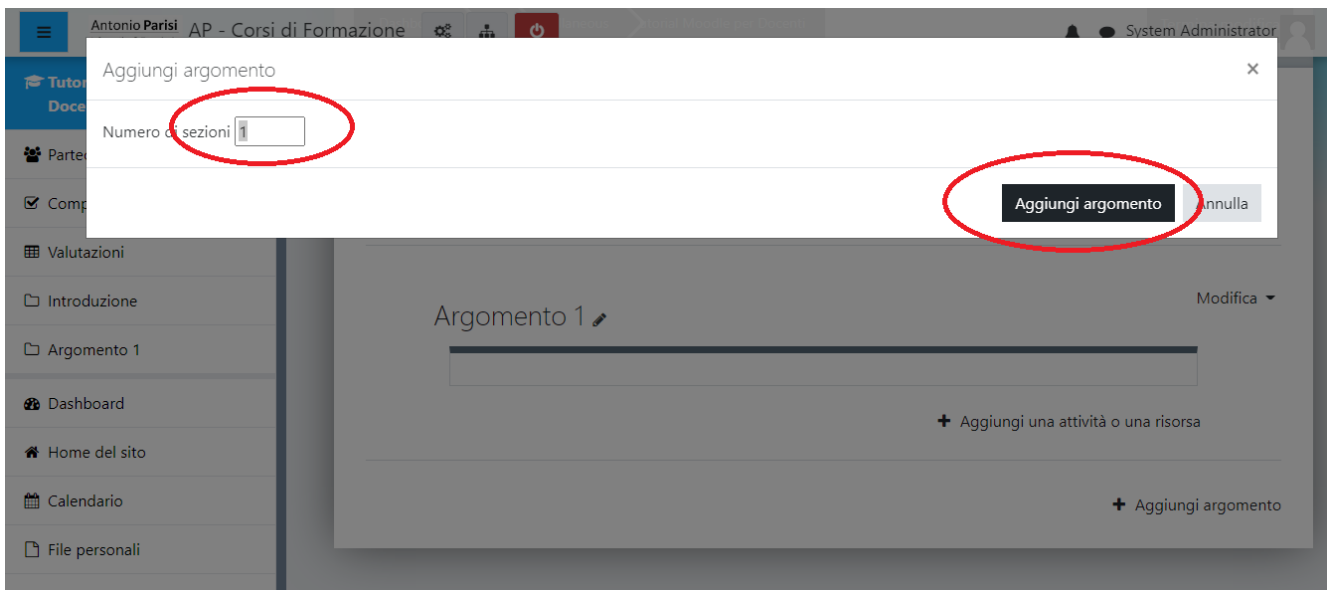 Antonio Parisi AP - Corsi di Formazione
System Administrator
Aggiungi argomento
×
Numero di sezioni 1
Aggiungi argomento Annulla
Valutazioni
Introduzione
Argomento 1
Dashboard
Home del sito
Calendario
File personali
Modifica
Argomento 1
Aggiungi una attività o una risorsa
Aggiungi argomento